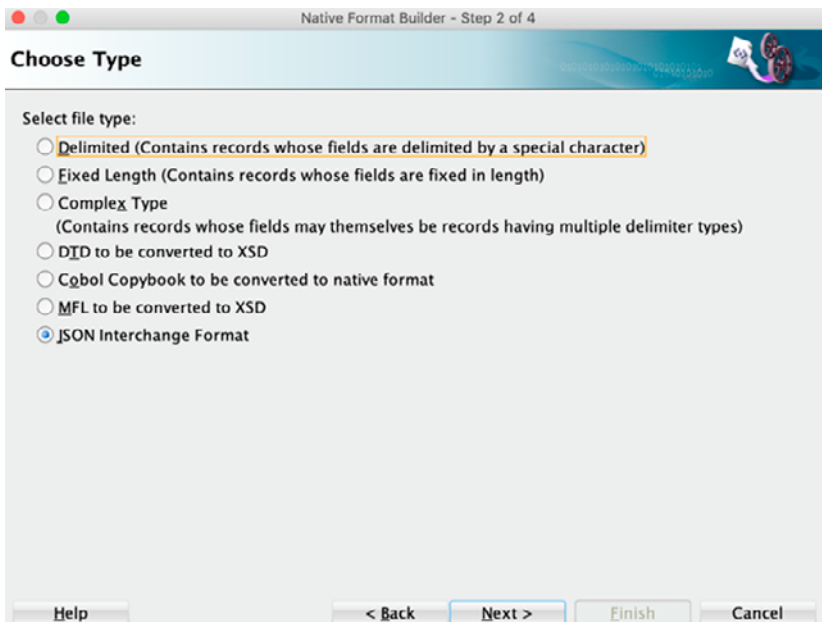 Native Format Builder - Step 2 of 4
Choose Type
Select file type:
Delimited (Contains records whose fields are delimited by a special character)
Fixed Length (Contains records whose fields are fixed in length)
Complex Type
(Contains records whose fields may themselves be records having multiple delimiter types)
DTD to be converted to XSD
Cobol Copybook to be converted to native format
MFL to be converted to XSD
JSON Interchange Format
Help < Back Next > Finish Cancel